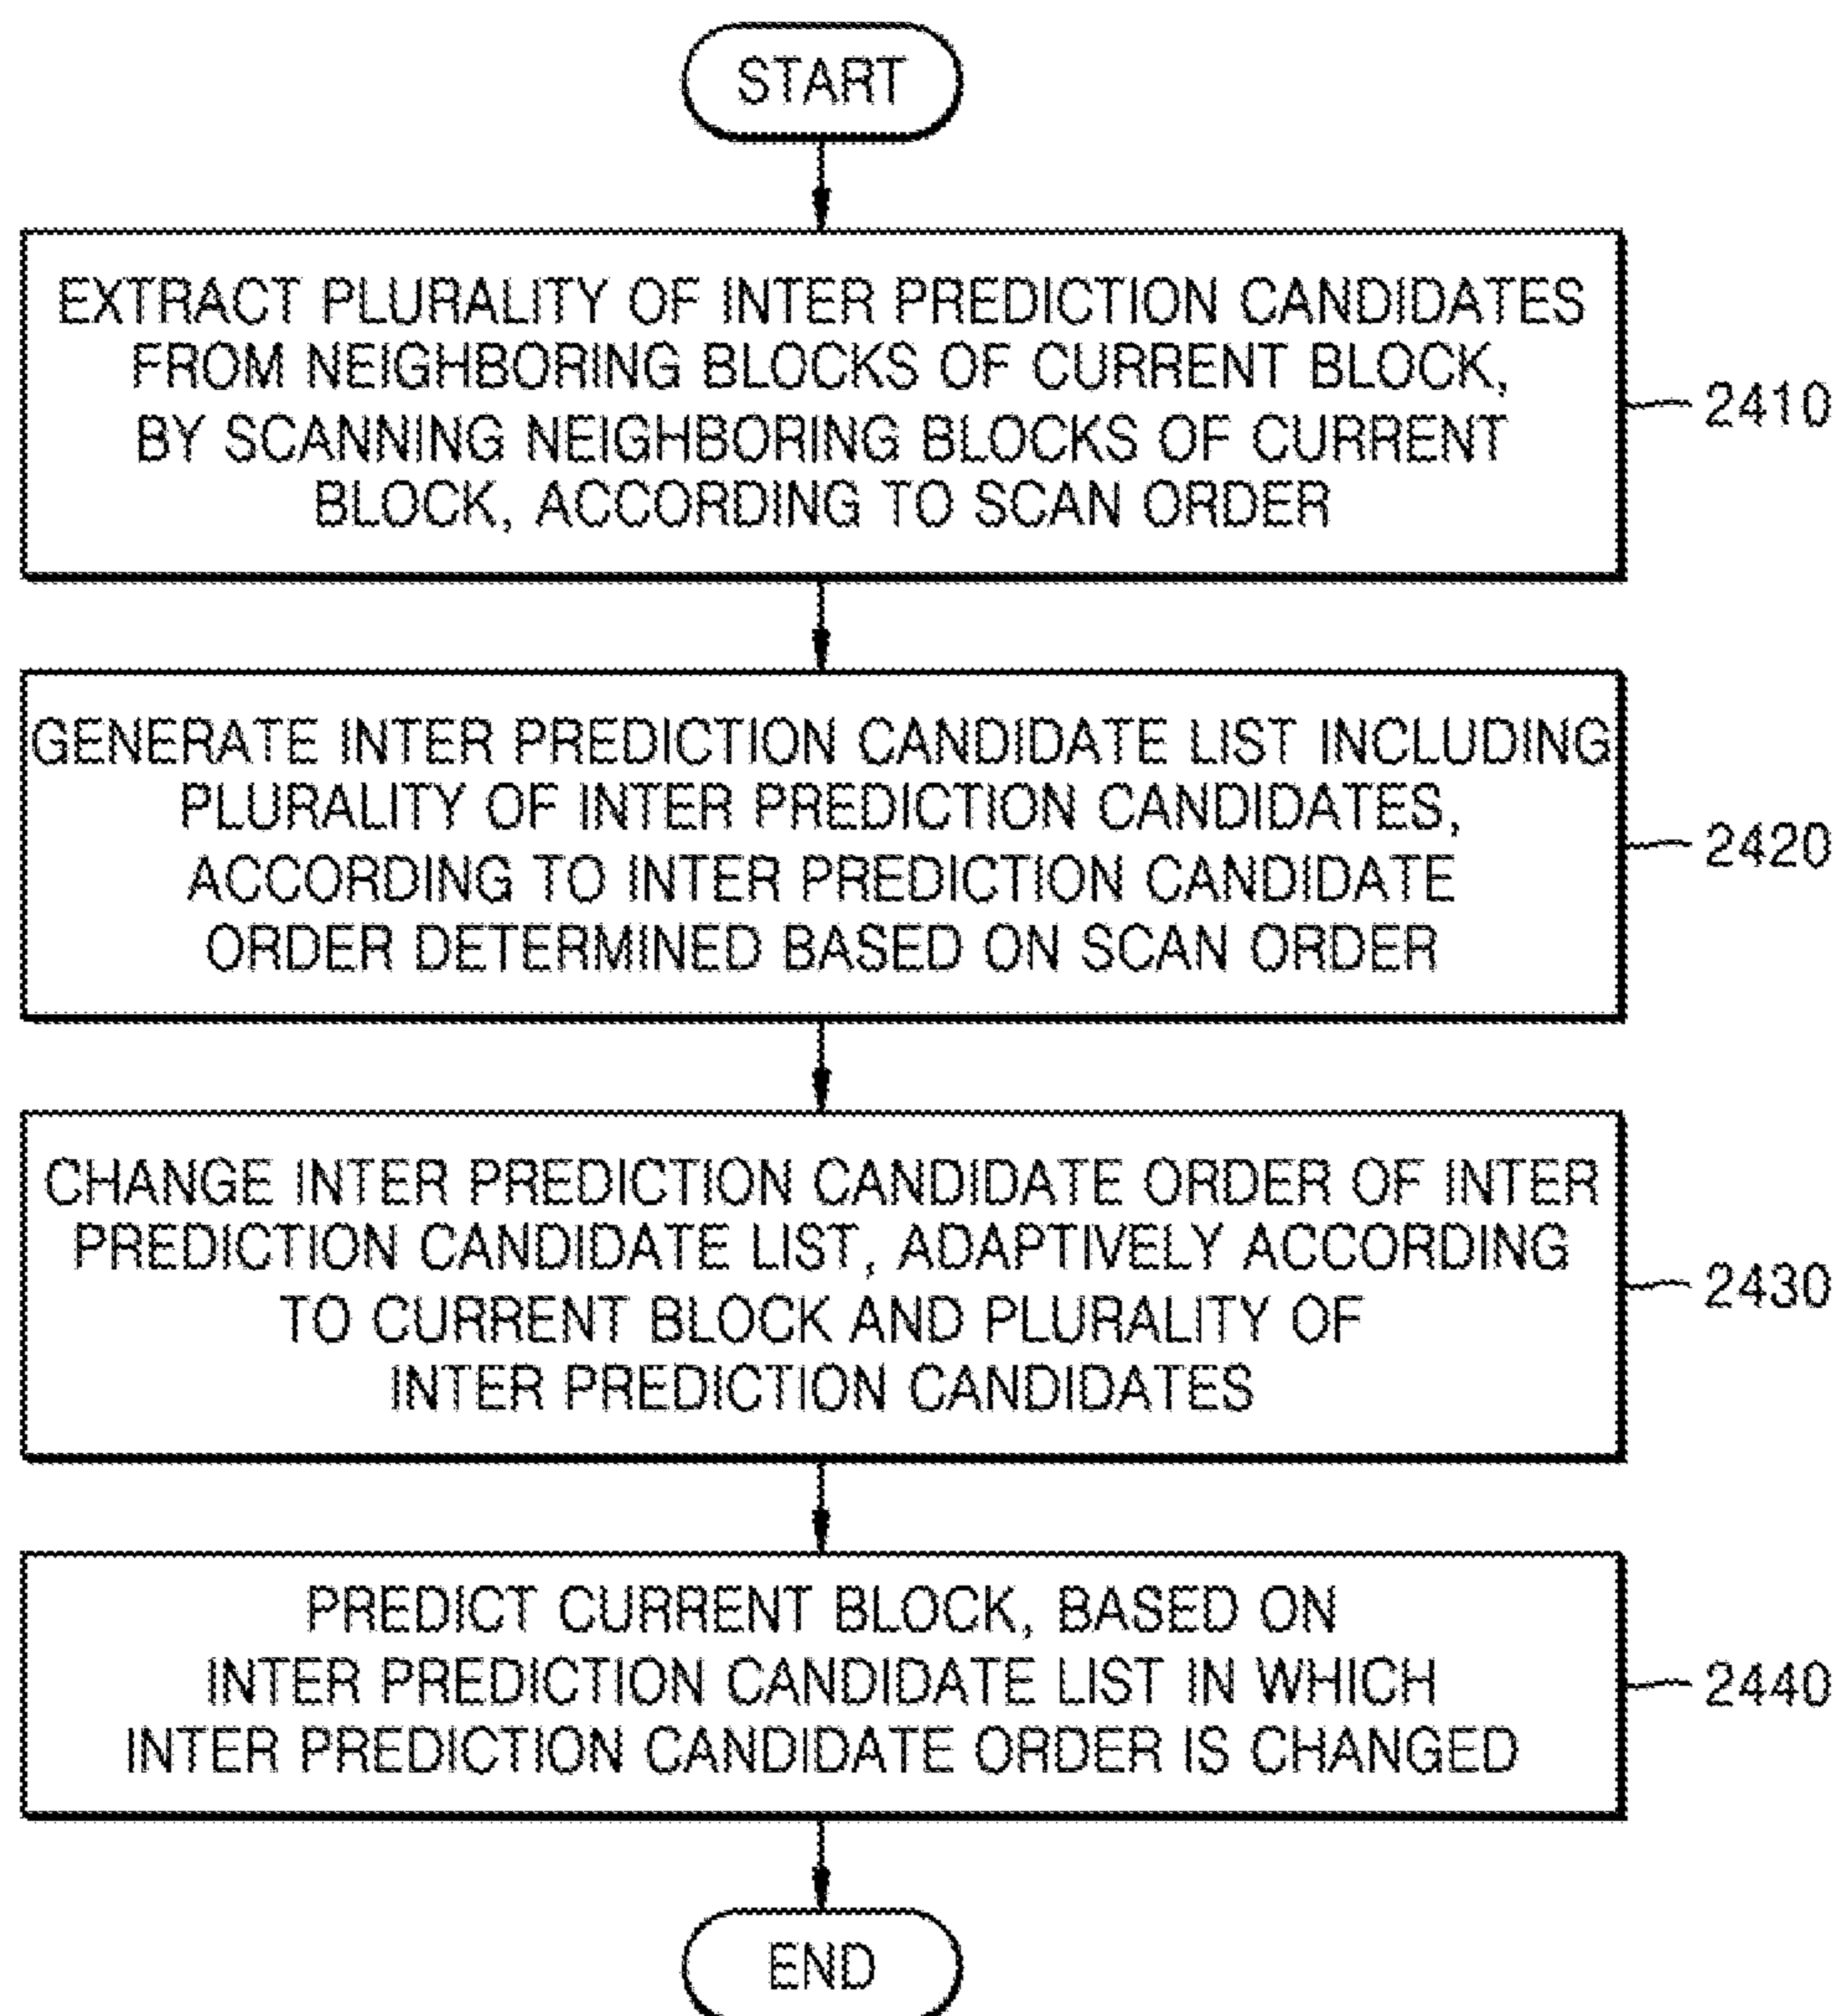 START
EXTRACT PLURALITY OF INTER PREDICTION CANDIDATES
FROM NEIGHBORING BLOCKS OF CURRENT BLOCK,
BY SCANNING NEIGHBORING BLOCKS OF CURRENT
BLOCK, ACCORDING TO SCAN ORDER
2410
GENERATE INTER PREDICTION CANDIDATE LIST INCLUDING
PLURALITY OF INTER PREDICTION CANDIDATES,
ACCORDING TO INTER PREDICTION CANDIDATE
ORDER DETERMINED BASED ON SCAN ORDER
2420
CHANGE INTER PREDICTION CANDIDATE ORDER OF INTER
PREDICTION CANDIDATE LIST, ADAPTIVELY ACCORDING
TO CURRENT BLOCK AND PLURALITY OF
INTER PREDICTION CANDIDATES
2430
PREDICT CURRENT BLOCK, BASED ON
INTER PREDICTION CANDIDATE LIST IN WHICH
INTER PREDICTION CANDIDATE ORDER IS CHANGED
2440
END